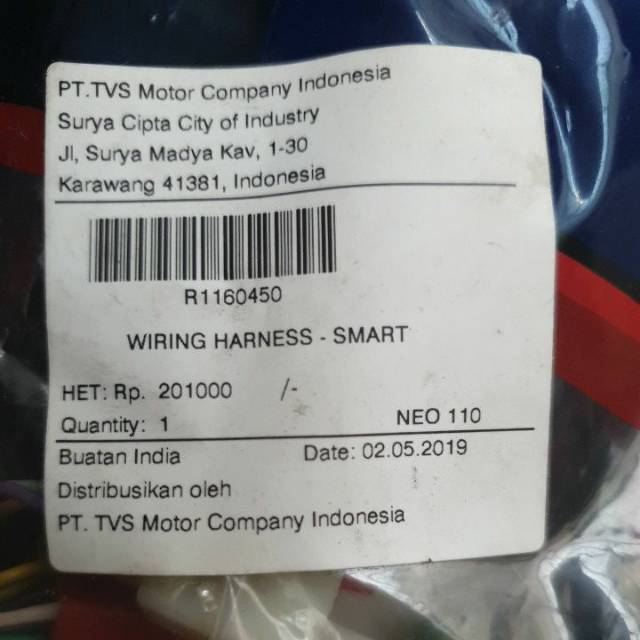 PT.TVS Motor Company Indonesia
Surya Cipta City of Industry
Jl, Surya Madya Kav, 1-30
Karawang 41381, Indonesia
R1160450
WIRING HARNESS - SMART
HET: Rp. 201000 /-
Quantity: 1 NEO 110
Buatan India Date: 02.05.2019
Distribusikan oleh
PT. TVS Motor Company Indonesia